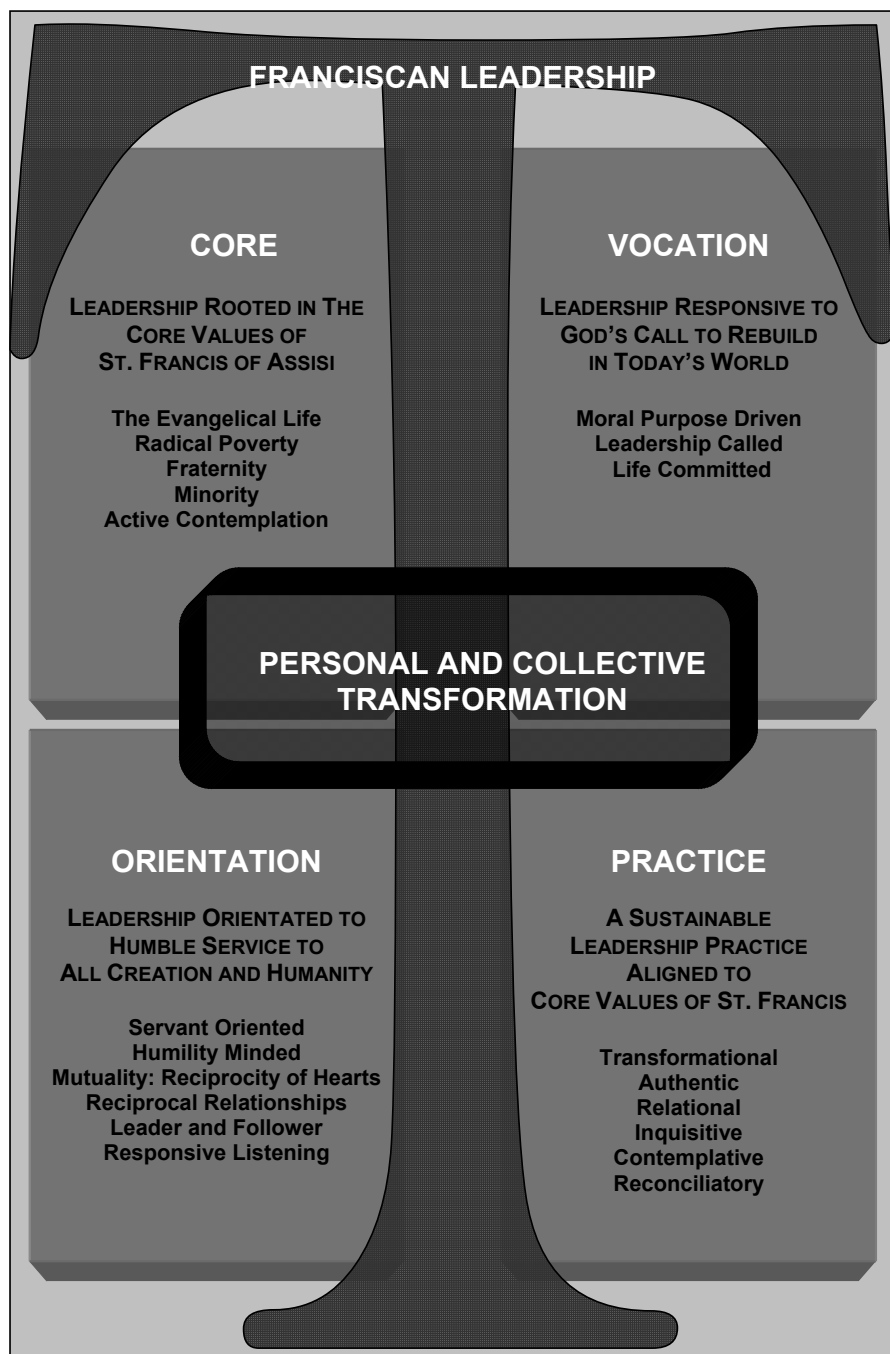 FRANCISCAN LEADERSHIP
CORE
LEADERSHIP ROOTED IN THE
CORE VALUES OF
ST. FRANCIS OF ASSISI
The Evangelical Life
Radical Poverty
Fraternity
Minority
Active Contemplation
VOCATION
LEADERSHIP RESPONSIVE TO
GOD'S CALL TO REBUILD
IN TODAY'S WORLD
Moral Purpose Driven
Leadership Called
Life Committed
PERSONAL AND COLLECTIVE
TRANSFORMATION
ORIENTATION
LEADERSHIP ORIENTATED TO
HUMBLE SERVICE TO
ALL CREATION AND HUMANITY
Servant Oriented
Humility Minded
Mutuality: Reciprocity of Hearts
Reciprocal Relationships
Leader and Follower
Responsive Listening
PRACTICE
A SUSTAINABLE
LEADERSHIP PRACTICE
ALIGNED TO
CORE VALUES OF ST. FRANCIS
Transformational
Authentic
Relational
Inquisitive
Contemplative
Reconciliatory